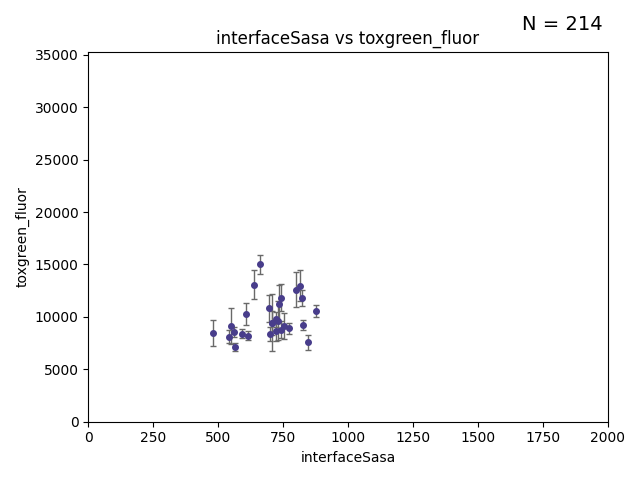 N = 214
interfaceSasa vs toxgreen_fluor
35000
30000
25000
20000
15000
10000
5000
0
toxgreen_fluor
0 250 500 750 1000 1250 1500 1750 2000
interfaceSasa